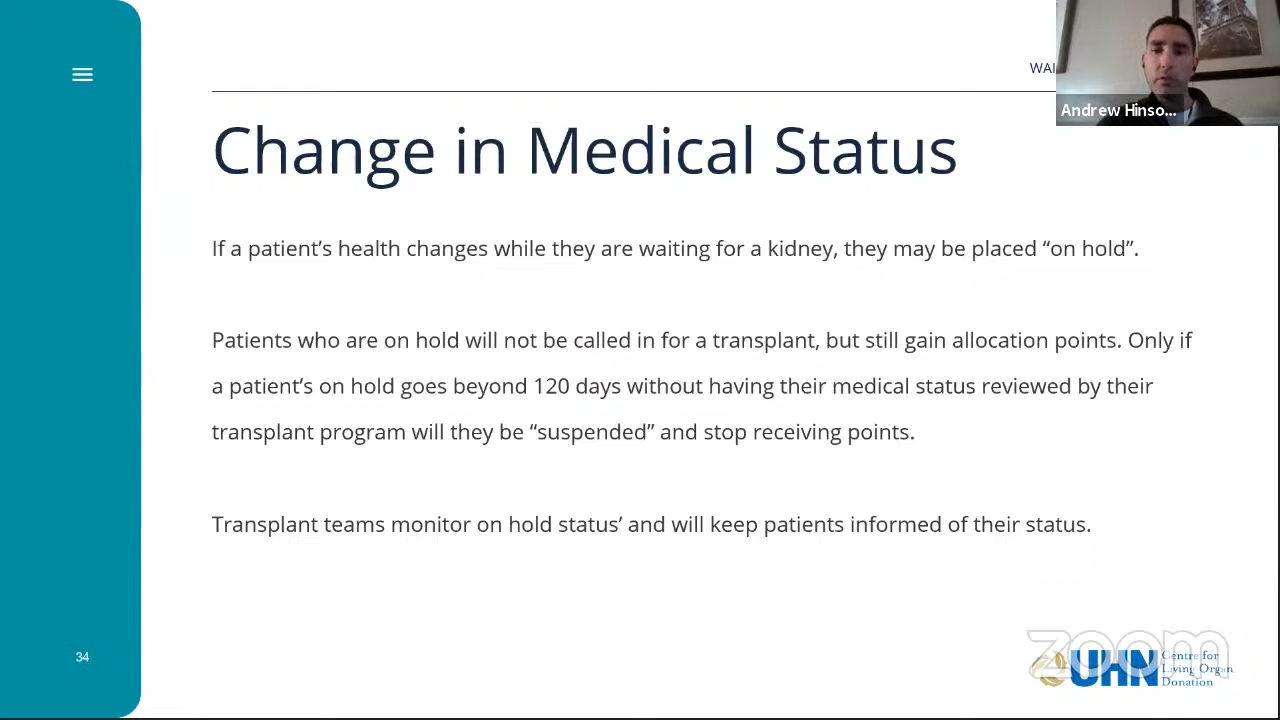 WAI
Andrew Hinso...
Change in Medical Status
If a patient’s health changes while they are waiting for a kidney, they may be placed “on hold”.
Patients who are on hold will not be called in for a transplant, but still gain allocation points. Only if
a patient’s on hold goes beyond 120 days without having their medical status reviewed by their
transplant program will they be “suspended” and stop receiving points.
Transplant teams monitor on hold status’ and will keep patients informed of their status.
34
zoom
UHN
Centre for
Living Organ
Donation